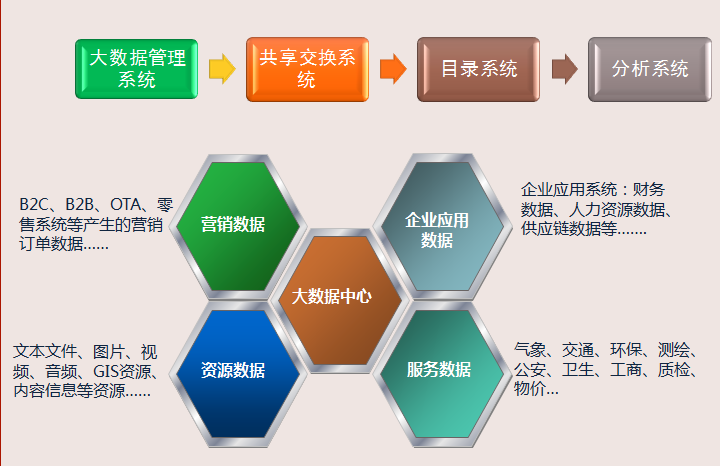 大数据管理
系统
共享交换系
统
目录系统
分析系统
B2C、B2B、OTA、零
售系统等产生的营销
订单数据......
营销数据
企业应用
数据
企业应用系统：财务
数据、人力资源数据、
供应链数据等.......
大数据中心
文本文件、图片、视
频、音频、GIS资源、
内容信息等资源......
资源数据
服务数据
气象、交通、环保、测绘、
公安、卫生、工商、质检、
物价...